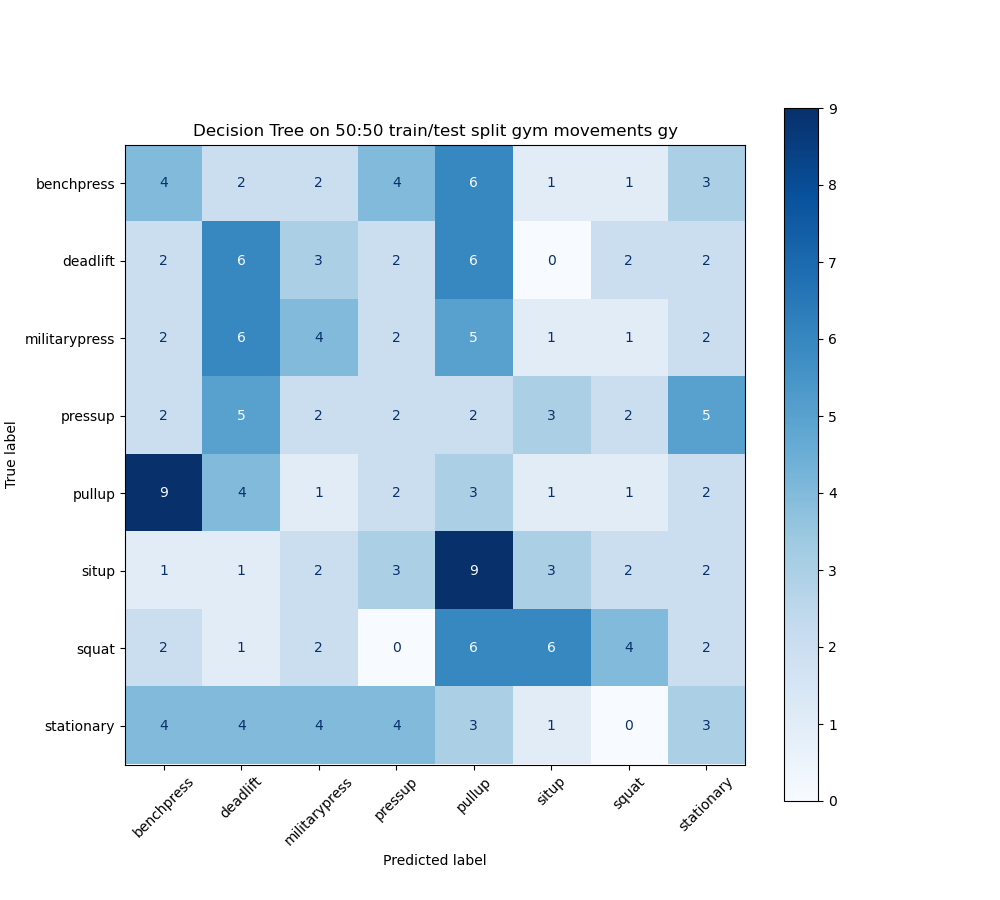 Decision Tree on 50:50 train/test split gym movements gy
benchpress 4 2 2 4 6 1 1 3
deadlift 2 6 3 2 6 0 2 2
militarypress 2 6 4 2 5 1 1 2
pressup 2 5 2 2 2 3 2 5
pullup 9 4 1 2 3 1 1 2
situp 1 1 2 3 9 3 2 2
squat 2 1 2 0 6 6 4 2
stationary 4 4 4 4 3 1 0 3
True label
benchpress deadlift militarypress pressup pullup situp squat stationary
Predicted label
9
8
7
6
5
4
3
2
1
0